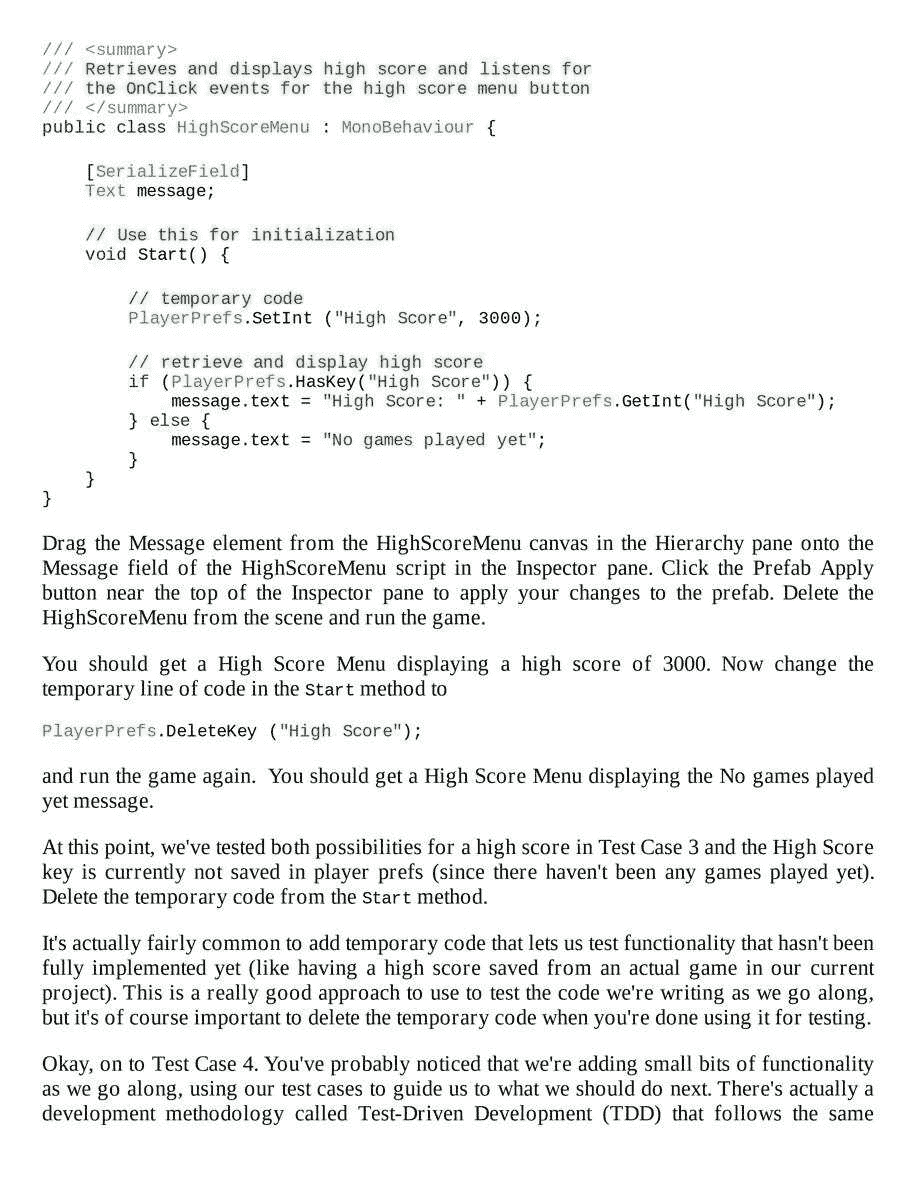 /// <summary>
/// Retrieves and displays high score and listens for
/// the OnClick events for the high score menu button
/// </summary>
public class HighScoreMenu : MonoBehaviour {
[SerializeField]
Text message;
// Use this for initialization
void Start() {
// temporary code
PlayerPrefs.SetInt ("High Score", 3000);
// retrieve and display high score
if (PlayerPrefs.HasKey("High Score")) {
message.text = "High Score: " + PlayerPrefs.GetInt("High Score");
} else {
message.text = "No games played yet";
}
}
}
Drag the Message element from the HighScoreMenu canvas in the Hierarchy pane onto the
Message field of the HighScoreMenu script in the Inspector pane. Click the Prefab Apply
button near the top of the Inspector pane to apply your changes to the prefab. Delete the
HighScoreMenu from the scene and run the game.
You should get a High Score Menu displaying a high score of 3000. Now change the
temporary line of code in the Start method to
PlayerPrefs.DeleteKey ("High Score");
and run the game again.  You should get a High Score Menu displaying the No games played
yet message.
At this point, we've tested both possibilities for a high score in Test Case 3 and the High Score
key is currently not saved in player prefs (since there haven't been any games played yet).
Delete the temporary code from the Start method.
It's actually fairly common to add temporary code that lets us test functionality that hasn't been
fully implemented yet (like having a high score saved from an actual game in our current
project). This is a really good approach to use to test the code we're writing as we go along,
but it's of course important to delete the temporary code when you're done using it for testing.
Okay, on to Test Case 4. You've probably noticed that we're adding small bits of functionality
as we go along, using our test cases to guide us to what we should do next. There's actually a
development methodology called Test-Driven Development (TDD) that follows the same